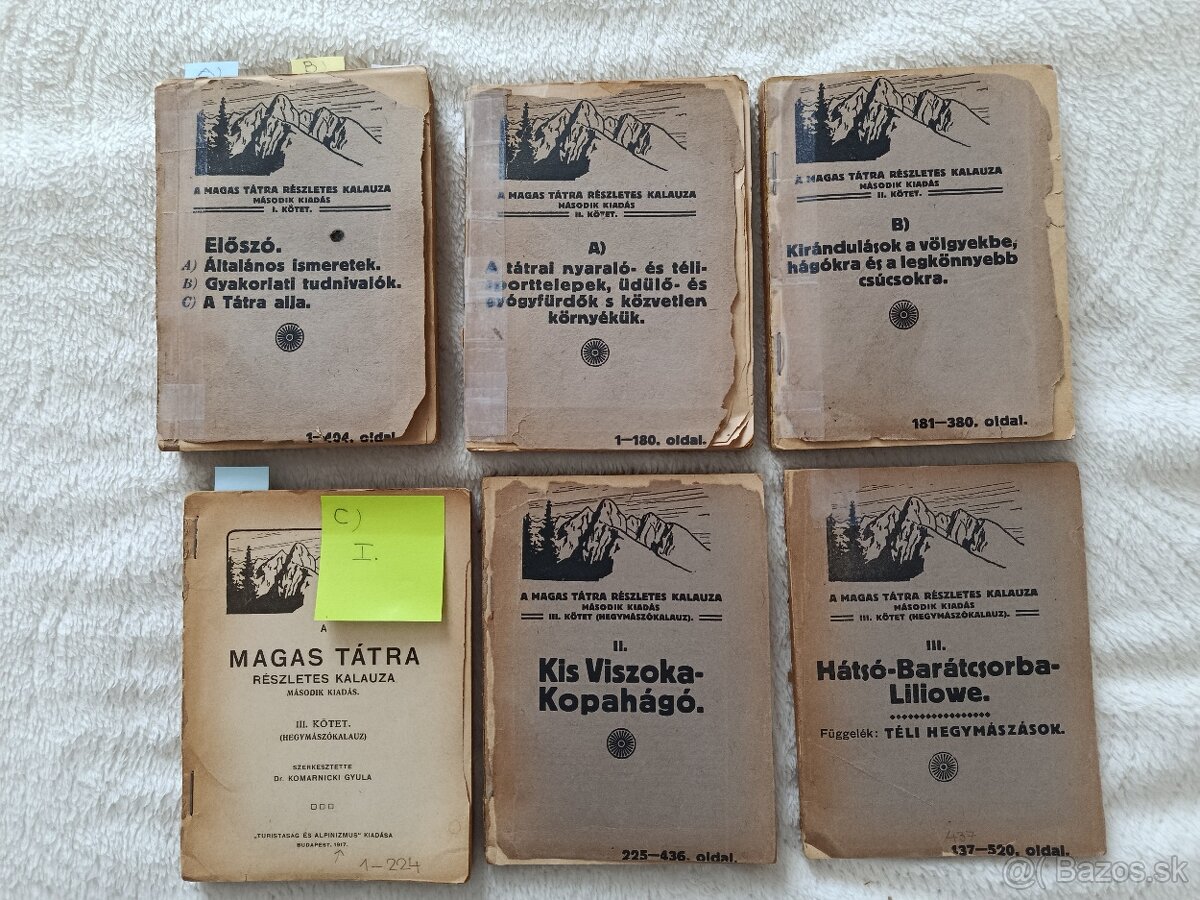 A)
B)
A MAGAS TÁTRA RÉSZLETES KALAUZA
MÁSODIK KIADÁS
I. KÖTET.
Előszó.
A) Általános ismeretek.
B) Gyakorlati tudnivalók.
C) A Tátra alja.
1—404. oldal.
A MAGAS TÁTRA RÉSZLETES KALAUZA
MÁSODIK KIADÁS
II. KÖTET.
A)
A tátrai nyaraló- és téli-
sporttelepek, üdülő- és
gyógyfürdők s közvetlen
környékük.
1—180. oldal.
A MAGAS TÁTRA RÉSZLETES KALAUZA
MÁSODIK KIADÁS
II. KÖTET.
B)
Kirándulások a völgyekbe,
hágókra és a legkönnyebb
csúcsokra.
181—380. oldal.
C)
I.
A
MAGAS TÁTRA
RÉSZLETES KALAUZA
MÁSODIK KIADÁS.
III. KÖTET.
(HEGYMÁSZÓKALAUZ)
SZERKESZTETTE
Dr. KOMARNICKI GYULA
„TURISTASÁG ÉS ALPINIZMUS" KIADÁSA
BUDAPEST, 1917.
1-224
A MAGAS TÁTRA RÉSZLETES KALAUZA
MÁSODIK KIADÁS
III. KÖTET (HEGYMÁSZÓKALAUZ).
II.
Kis Viszoka-
Kopahágó.
225—436. oldal.
A MAGAS TÁTRA RÉSZLETES KALAUZA
MÁSODIK KIADÁS
III. KÖTET (HEGYMÁSZÓKALAUZ).
III.
Hátsó-Barátcsorba-
Liliowe.
Függelék: TÉLI HEGYMÁSZÁSOK.
437
437—520. oldal.
@( Bazos.sk